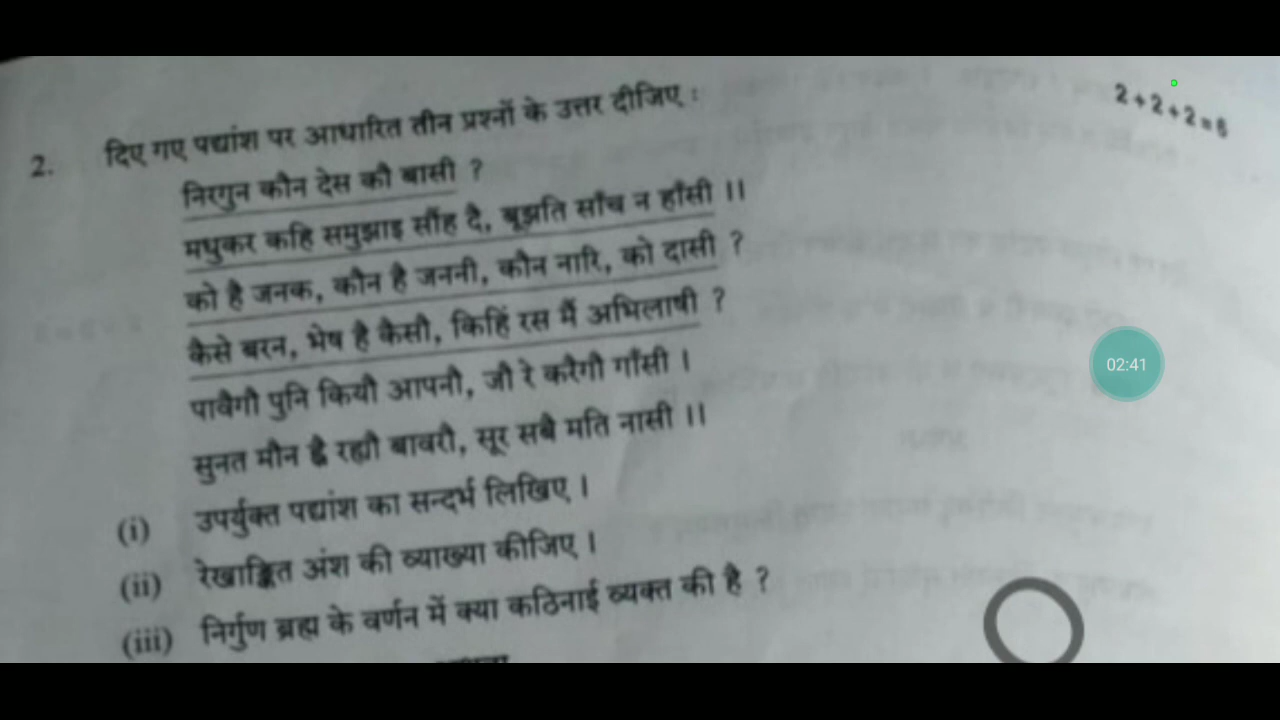 2. दिए गए पद्यांश पर आधारित तीन प्रश्नों के उत्तर दीजिए : 2+2+2=6
निरगुन कौन देस कौ बासी ?
मधुकर कहि समुझाइ सौंह दै, बूझति साँच न हाँसी ।।
को है जनक, कौन है जननी, कौन नारि, को दासी ?
कैसे बरन, भेष है कैसौ, किहिं रस मैं अभिलाषी ?
पावैगौ पुनि कियौ आपनौ, जौ रे करैगौ गाँसी ।
सुनत मौन ह्वै रह्यौ बावरौ, सूर सबै मति नासी ।।
(i) उपर्युक्त पद्यांश का सन्दर्भ लिखिए ।
(ii) रेखाङ्कित अंश की व्याख्या कीजिए ।
(iii) निर्गुण ब्रह्म के वर्णन में क्या कठिनाई व्यक्त की है ?
02:41